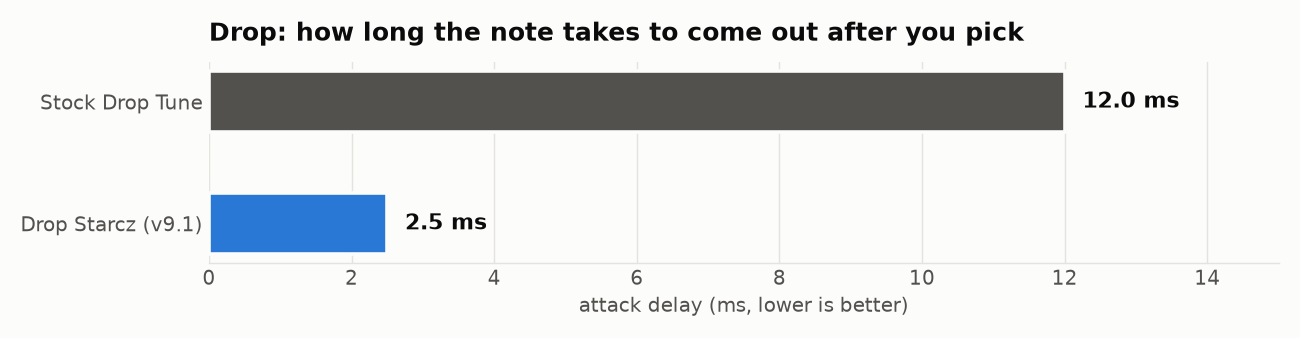 Drop: how long the note takes to come out after you pick
Stock Drop Tune
12.0 ms
Drop Starcz (v9.1)
2.5 ms
0 2 4 6 8 10 12 14
attack delay (ms, lower is better)